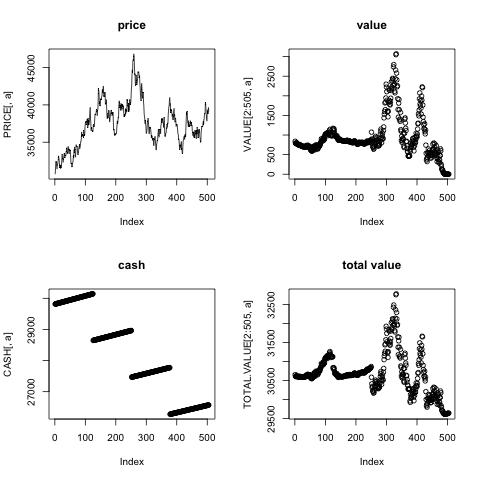 price
PRICE[, a]
35000 40000 45000
0 100 200 300 400 500
Index
value
VALUE[2:505, a]
0 500 1500 2500
0 100 200 300 400 500
Index
cash
CASH[, a]
27000 29000
0 100 200 300 400 500
Index
total value
TOTAL.VALUE[2:505, a]
29500 30500 31500 32500
0 100 200 300 400 500
Index